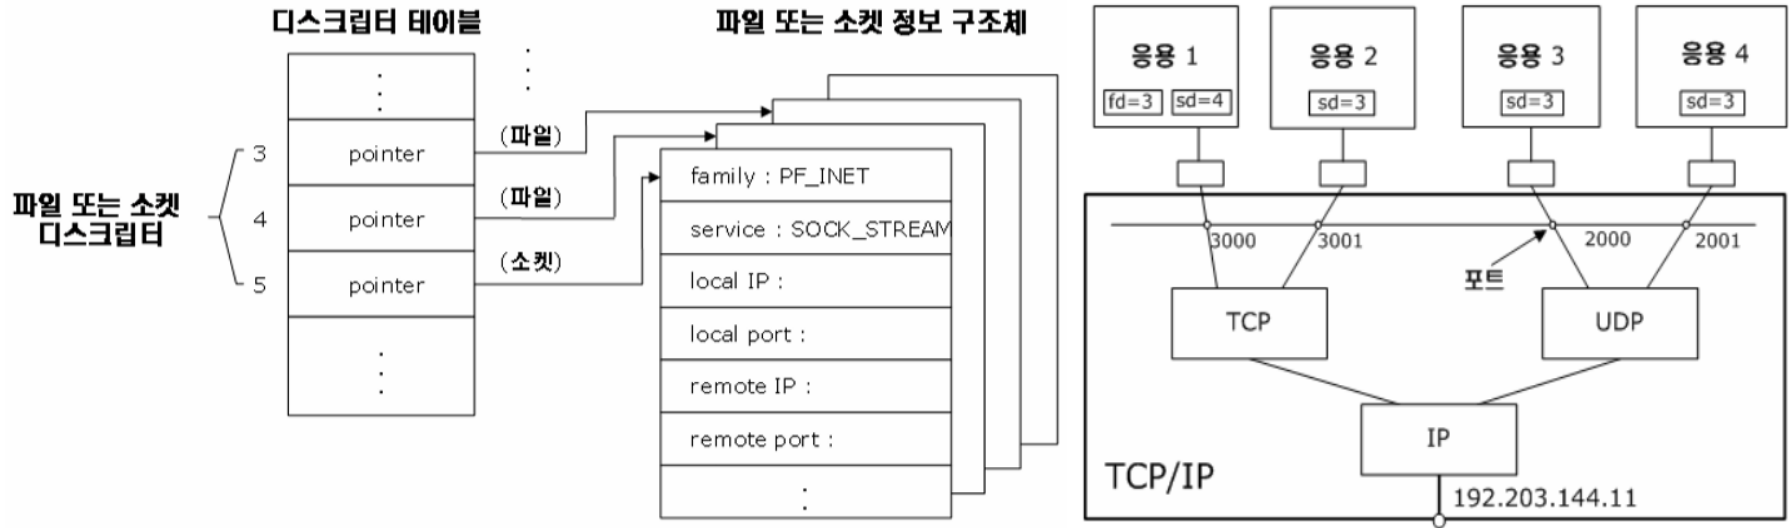 디스크립터 테이블
파일 또는 소켓 정보 구조체
파일 또는 소켓
디스크립터
3
pointer
(파일)
4
pointer
(파일)
5
pointer
(소켓)
family : PF_INET
service : SOCK_STREAM
local IP :
local port :
remote IP :
remote port :
응용 1
fd=3
sd=4
응용 2
sd=3
응용 3
sd=3
응용 4
sd=3
3000
3001
2000
2001
포트
TCP
UDP
IP
TCP/IP
192.203.144.11